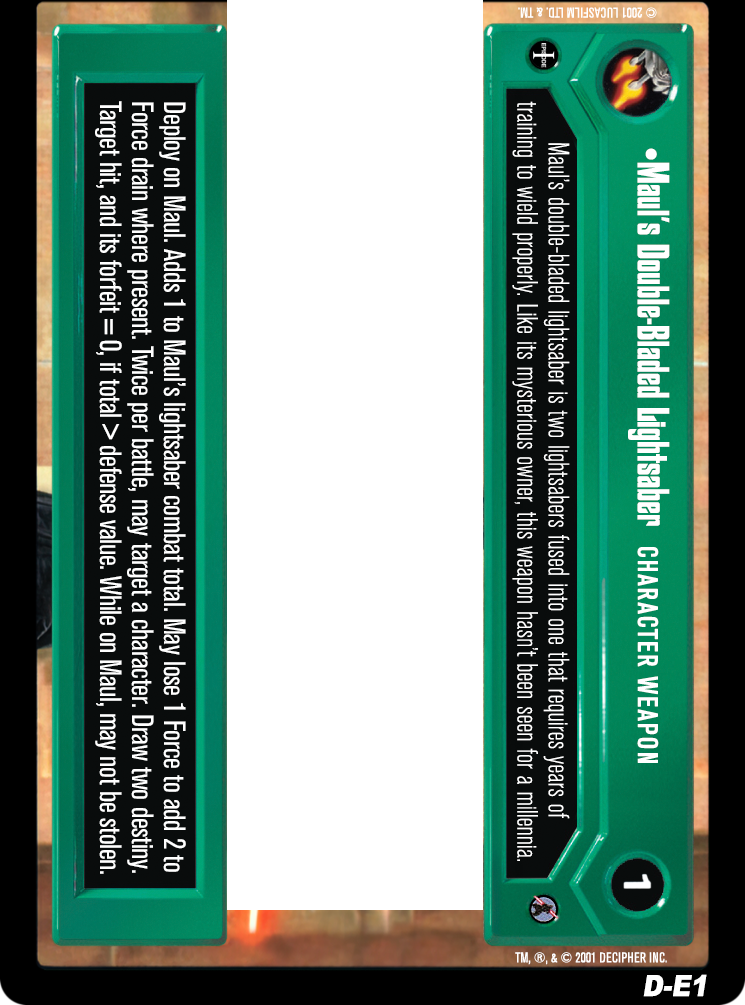 •Maul's Double-Bladed Lightsaber CHARACTER WEAPON
1
EPISODE
I
Maul's double-bladed lightsaber is two lightsabers fused into one that requires years of
training to wield properly. Like its mysterious owner, this weapon hasn't been seen for a millennia.
Deploy on Maul. Adds 1 to Maul's lightsaber combat total. May lose 1 Force to add 2 to
Force drain where present. Twice per battle, may target a character. Draw two destiny.
Target hit, and its forfeit = 0, if total > defense value. While on Maul, may not be stolen.
© 2001 LUCASFILM LTD. & TM.
TM, ®, & © 2001 DECIPHER INC.
D-E1